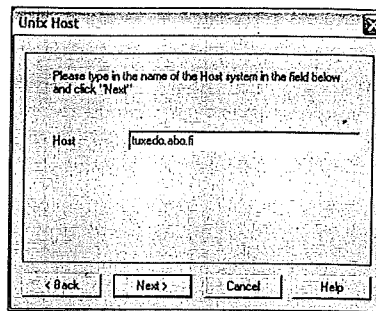 Unix Host
Please type in the name of the Host system in the field below
and click "Next"
Host
tuxedo.abo.fi
< Back
Next >
Cancel
Help